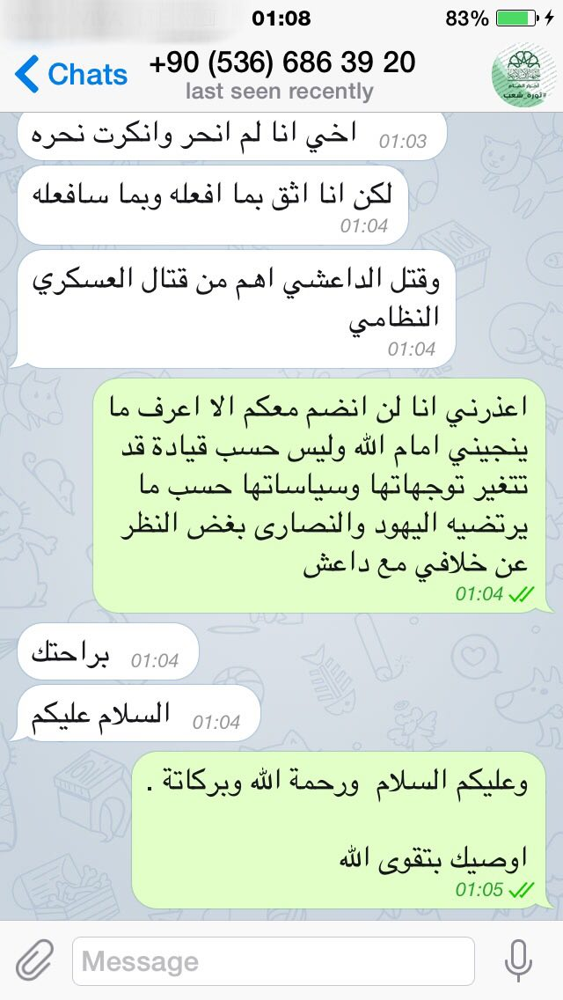 01:08
83%
Chats
+90 (536) 686 39 20
last seen recently
#ثورة_شعب
اخي انا لم انحر وانكرت نحره
01:03
لكن انا اثق بما افعله وبما سافعله
01:04
وقتل الداعشي اهم من قتال العسكري
النظامي
01:04
اعذرني انا لن انضم معكم الا اعرف ما
ينجيني امام الله وليس حسب قيادة قد
تتغير توجهاتها وسياساتها حسب ما
يرتضيه اليهود والنصارى بغض النظر
عن خلافي مع داعش
01:04
براحتك
01:04
السلام عليكم
01:04
وعليكم السلام ورحمة الله وبركاتة .
اوصيك بتقوى الله
01:05
Message